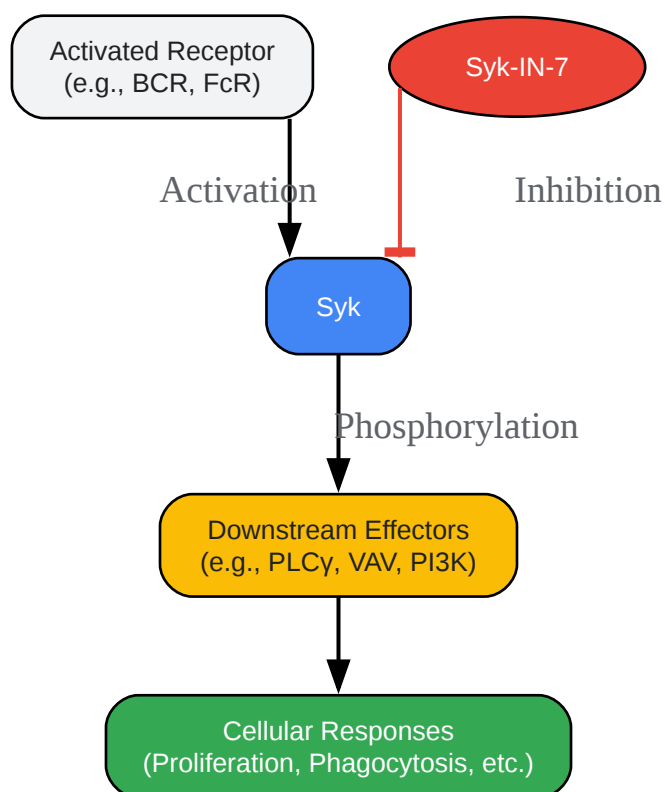 Activated Receptor
(e.g., BCR, FcR)
Syk-IN-7
Activation
Inhibition
Syk
Phosphorylation
Downstream Effectors
(e.g., PLCγ, VAV, PI3K)
Cellular Responses
(Proliferation, Phagocytosis, etc.)